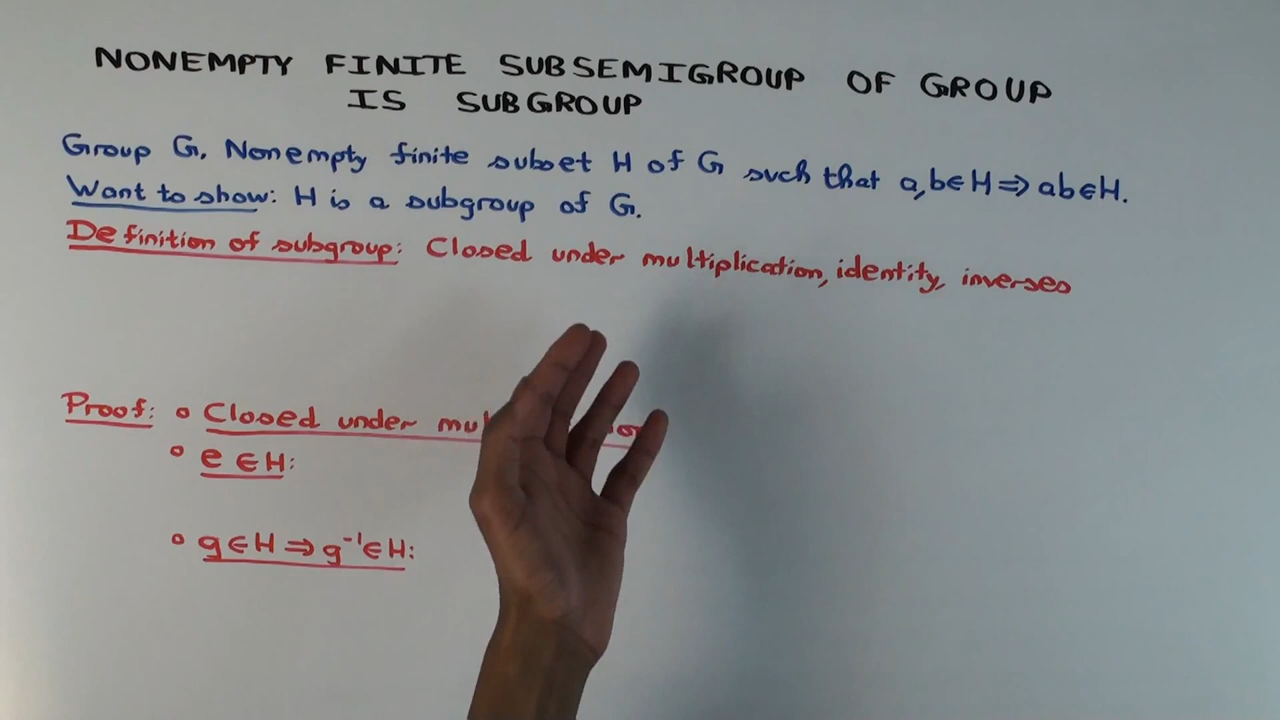 NONEMPTY FINITE SUBSEMIGROUP OF GROUP
IS SUBGROUP
Group G. Nonempty finite subset H of G such that a,b∈H ⇒ ab∈H.
Want to show: H is a subgroup of G.
Definition of subgroup: Closed under multiplication, identity, inverses
Proof: • Closed under
• e ∈ H:
• g∈H ⇒ g⁻¹∈H: